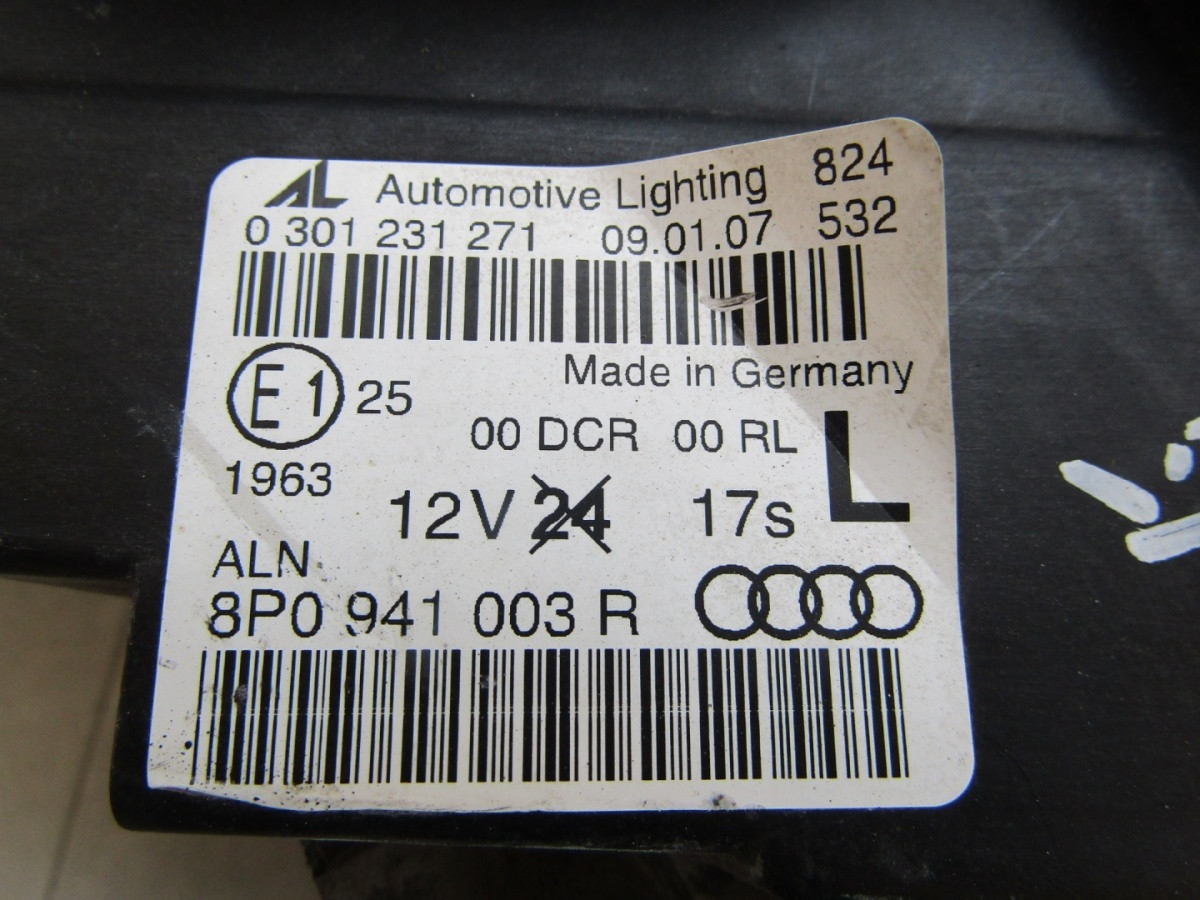 AL Automotive Lighting 824
0 301 231 271 09.01.07 532
Made in Germany
E1 25
00 DCR 00 RL
L
1963
12V 24 17s
ALN
8P0 941 003 R